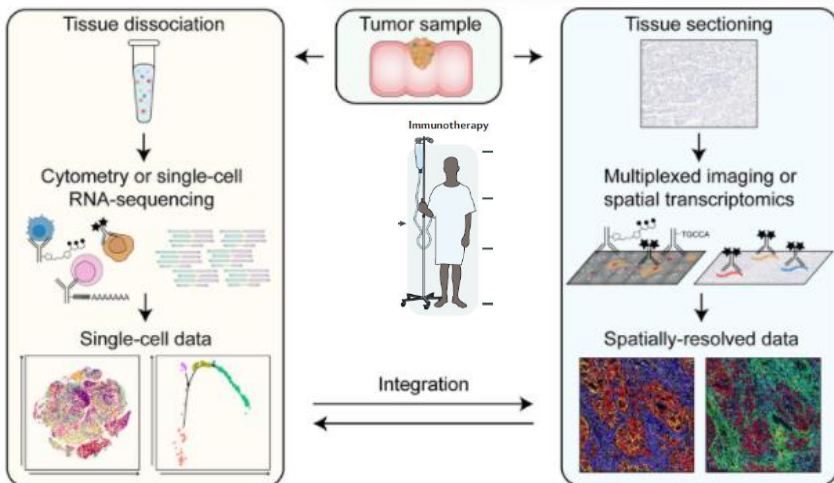 Tissue dissociation
Cytometry or single-cell
RNA-sequencing
AAAAAAA
Single-cell data
Tumor sample
Immunotherapy
Integration
Tissue sectioning
Multiplexed imaging or
spatial transcriptomics
TGCCA
Spatially-resolved data